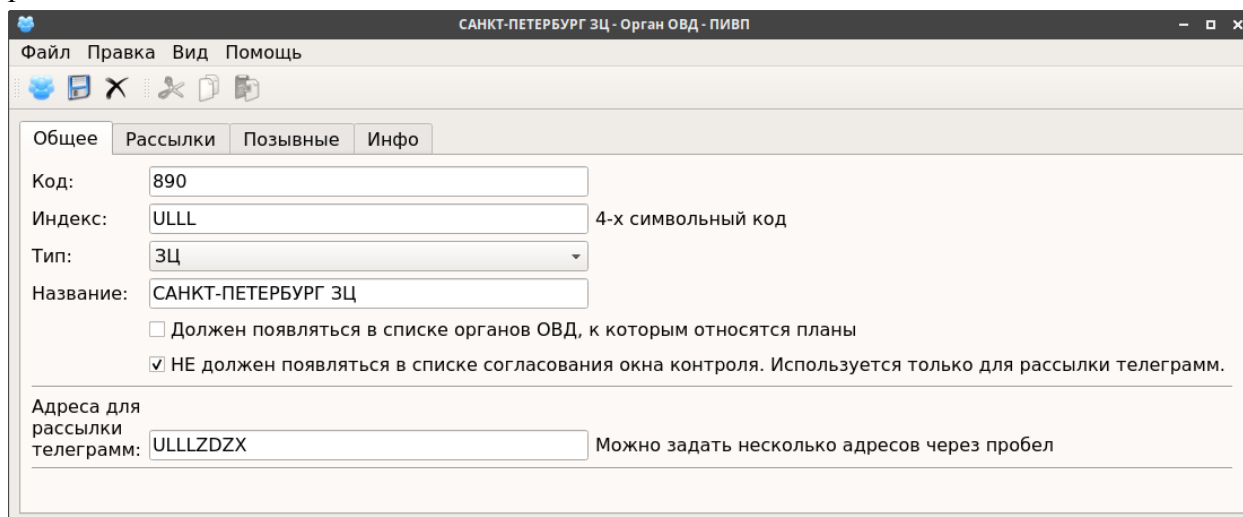 САНКТ-ПЕТЕРБУРГ ЗЦ - Орган ОВД - ПИВП
Файл Правка Вид Помощь
Общее Рассылки Позывные Инфо
Код: 890
Индекс: ULLL 4-х символьный код
Тип: ЗЦ
Название: САНКТ-ПЕТЕРБУРГ ЗЦ
Должен появляться в списке органов ОВД, к которым относятся планы
НЕ должен появляться в списке согласования окна контроля. Используется только для рассылки телеграмм.
Адреса для
рассылки
телеграмм: ULLLZDZX Можно задать несколько адресов через пробел